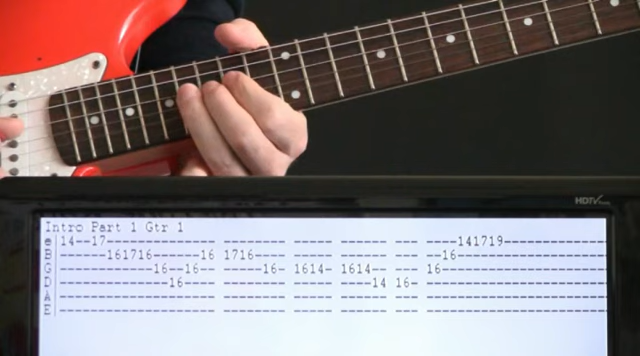 HDTV
Intro Part 1 Gtr 1
e|14--17------------- ---------- --------- ------ --- ----141719-------------
B|------161716------16 1716------ --------- ------ --- --16-------------------
G|------------16--16-- -----16-- 1614- 1614-- --- 16---------------------
D|--------------16---- ---------- ----- ----14 16- -----------------------
A|-------------------- ---------- ----- ------ --- -----------------------
E|-------------------- ---------- ----- ------ --- -----------------------